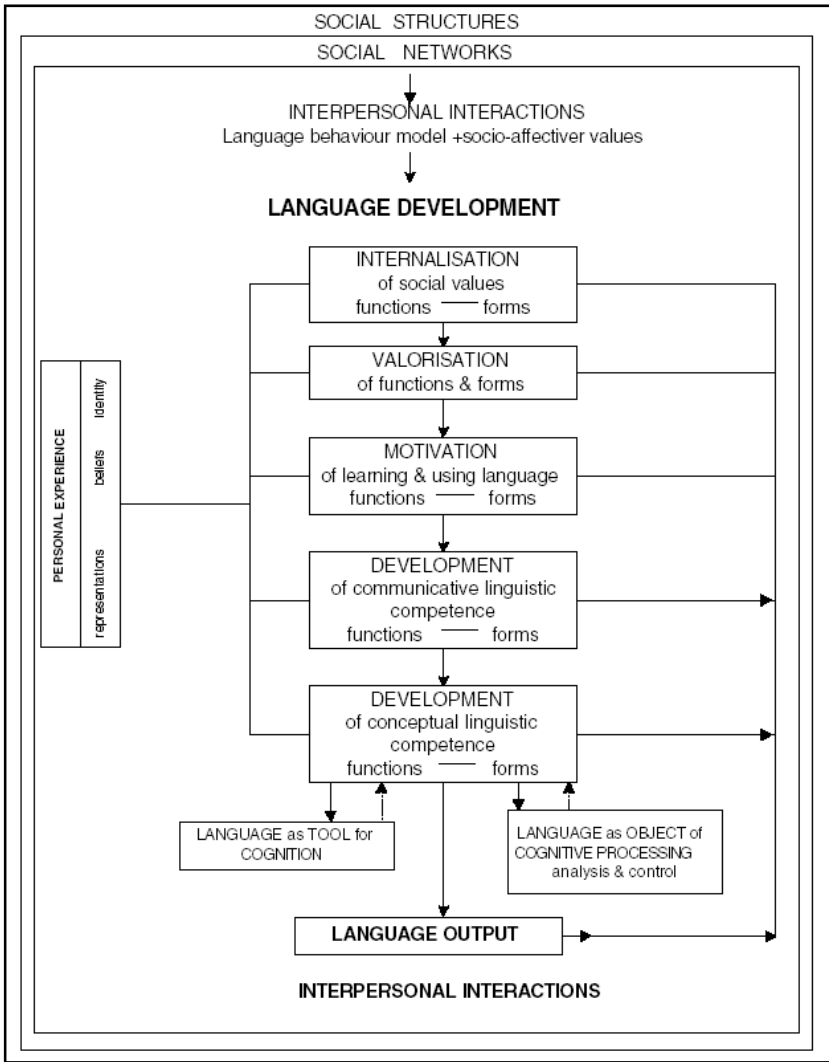 SOCIAL STRUCTURES
SOCIAL NETWORKS
INTERPERSONAL INTERACTIONS
Language behaviour model +socio-affectiver values
LANGUAGE DEVELOPMENT
INTERNALISATION
of social values
functions forms
VALORISATION
of functions & forms
MOTIVATION
of learning & using language
functions forms
PERSONAL EXPERIENCE
representations beliefs Identity
DEVELOPMENT
of communicative linguistic
competence
functions forms
DEVELOPMENT
of conceptual linguistic
competence
functions forms
LANGUAGE as TOOL for
COGNITION
LANGUAGE as OBJECT of
COGNITIVE PROCESSING
analysis & control
LANGUAGE OUTPUT
INTERPERSONAL INTERACTIONS